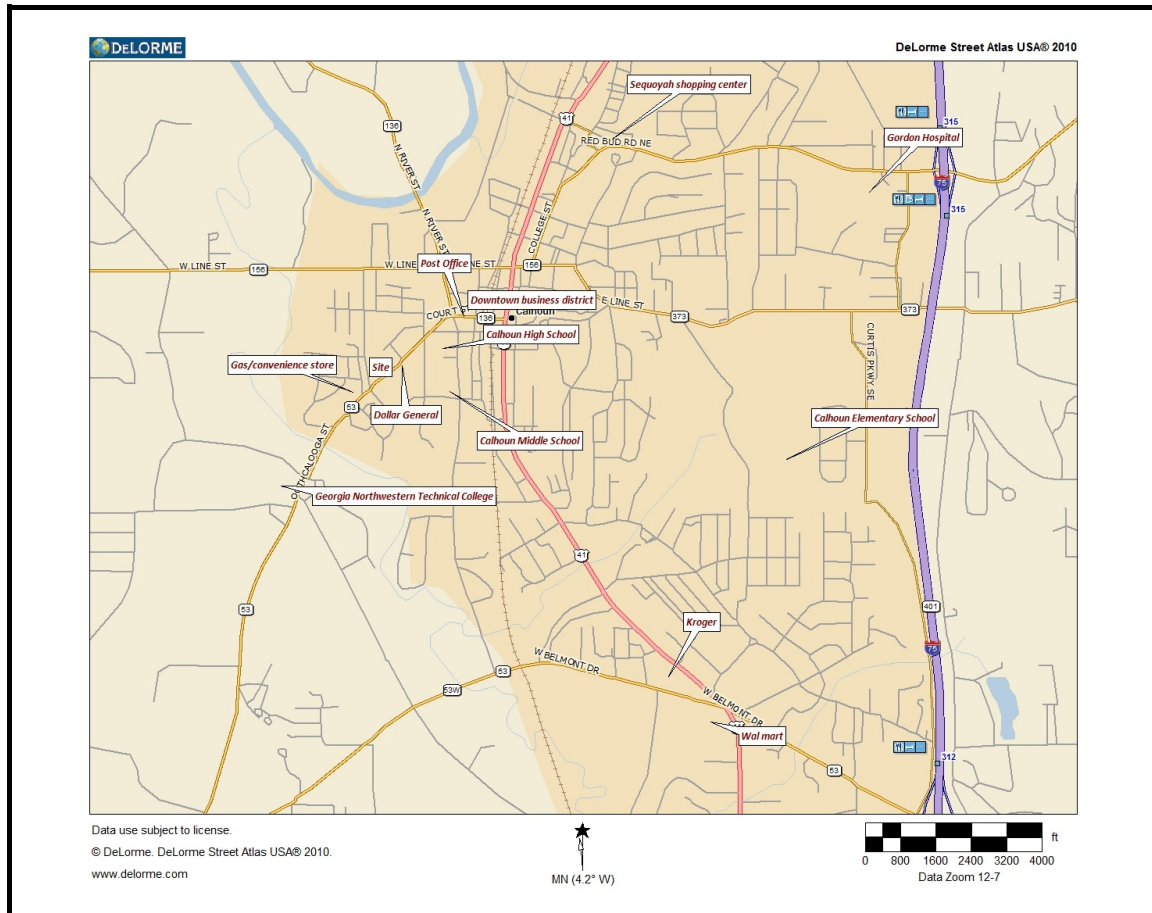 DELORME
DeLorme Street Atlas USA® 2010
Sequoyah shopping center
41
RED BUD RD NE
136
N RIVER ST
315
Gordon Hospital
75
315
N RIVER ST
COLLEGE ST
W LINE ST
156
W LINE
NE ST
156
Post Office
Downtown business district
E LINE ST
373
373
COURT
136
Calhoun
Calhoun High School
CURTIS PKWY SE
Gas/convenience store
Site
53
Dollar General
Calhoun Middle School
Calhoun Elementary School
Georgia Northwestern Technical College
41
53
401
Kroger
75
W BELMONT DR
53
53W
W BELMONT DR
Wal mart
53
312
Data use subject to license.
© DeLorme. DeLorme Street Atlas USA® 2010.
www.delorme.com
MN (4.2° W)
ft
0 800 1600 2400 3200 4000
Data Zoom 12-7